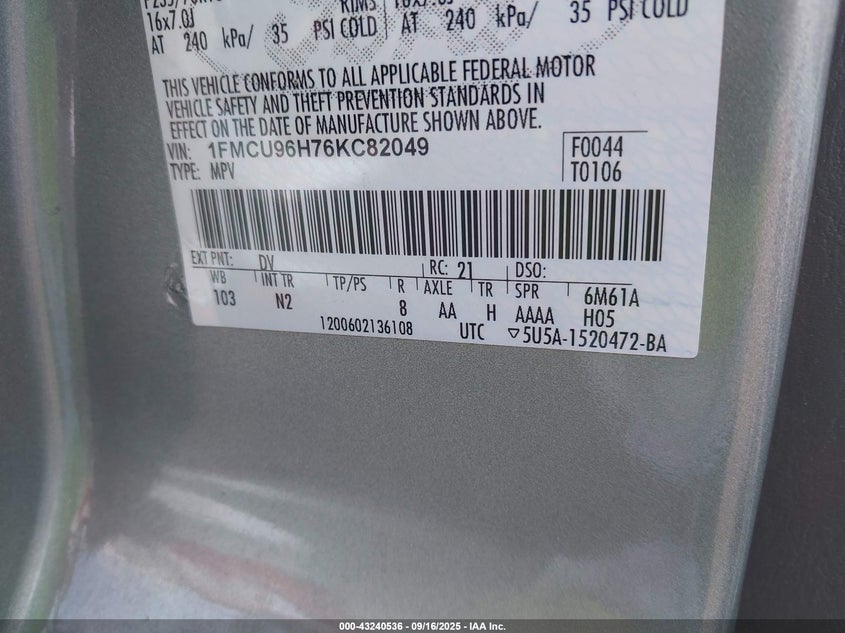 RIMS
16x7.0J
AT 240 kPa/ 35 PSI COLD AT 240 kPa/ 35 PSI COLD
THIS VEHICLE CONFORMS TO ALL APPLICABLE FEDERAL MOTOR
VEHICLE SAFETY AND THEFT PREVENTION STANDARDS IN
EFFECT ON THE DATE OF MANUFACTURE SHOWN ABOVE.
VIN: 1FMCU96H76KC82049
TYPE: MPV
F0044
T0106
EXT PNT: DV RC: 21 DSO:
WB INT TR TP/PS R AXLE TR SPR 6M61A
103 N2 8 AA H AAAA H05
1200602136108 UTC ▽5U5A-1520472-BA
000-43240536 - 09/16/2025 - IAA Inc.